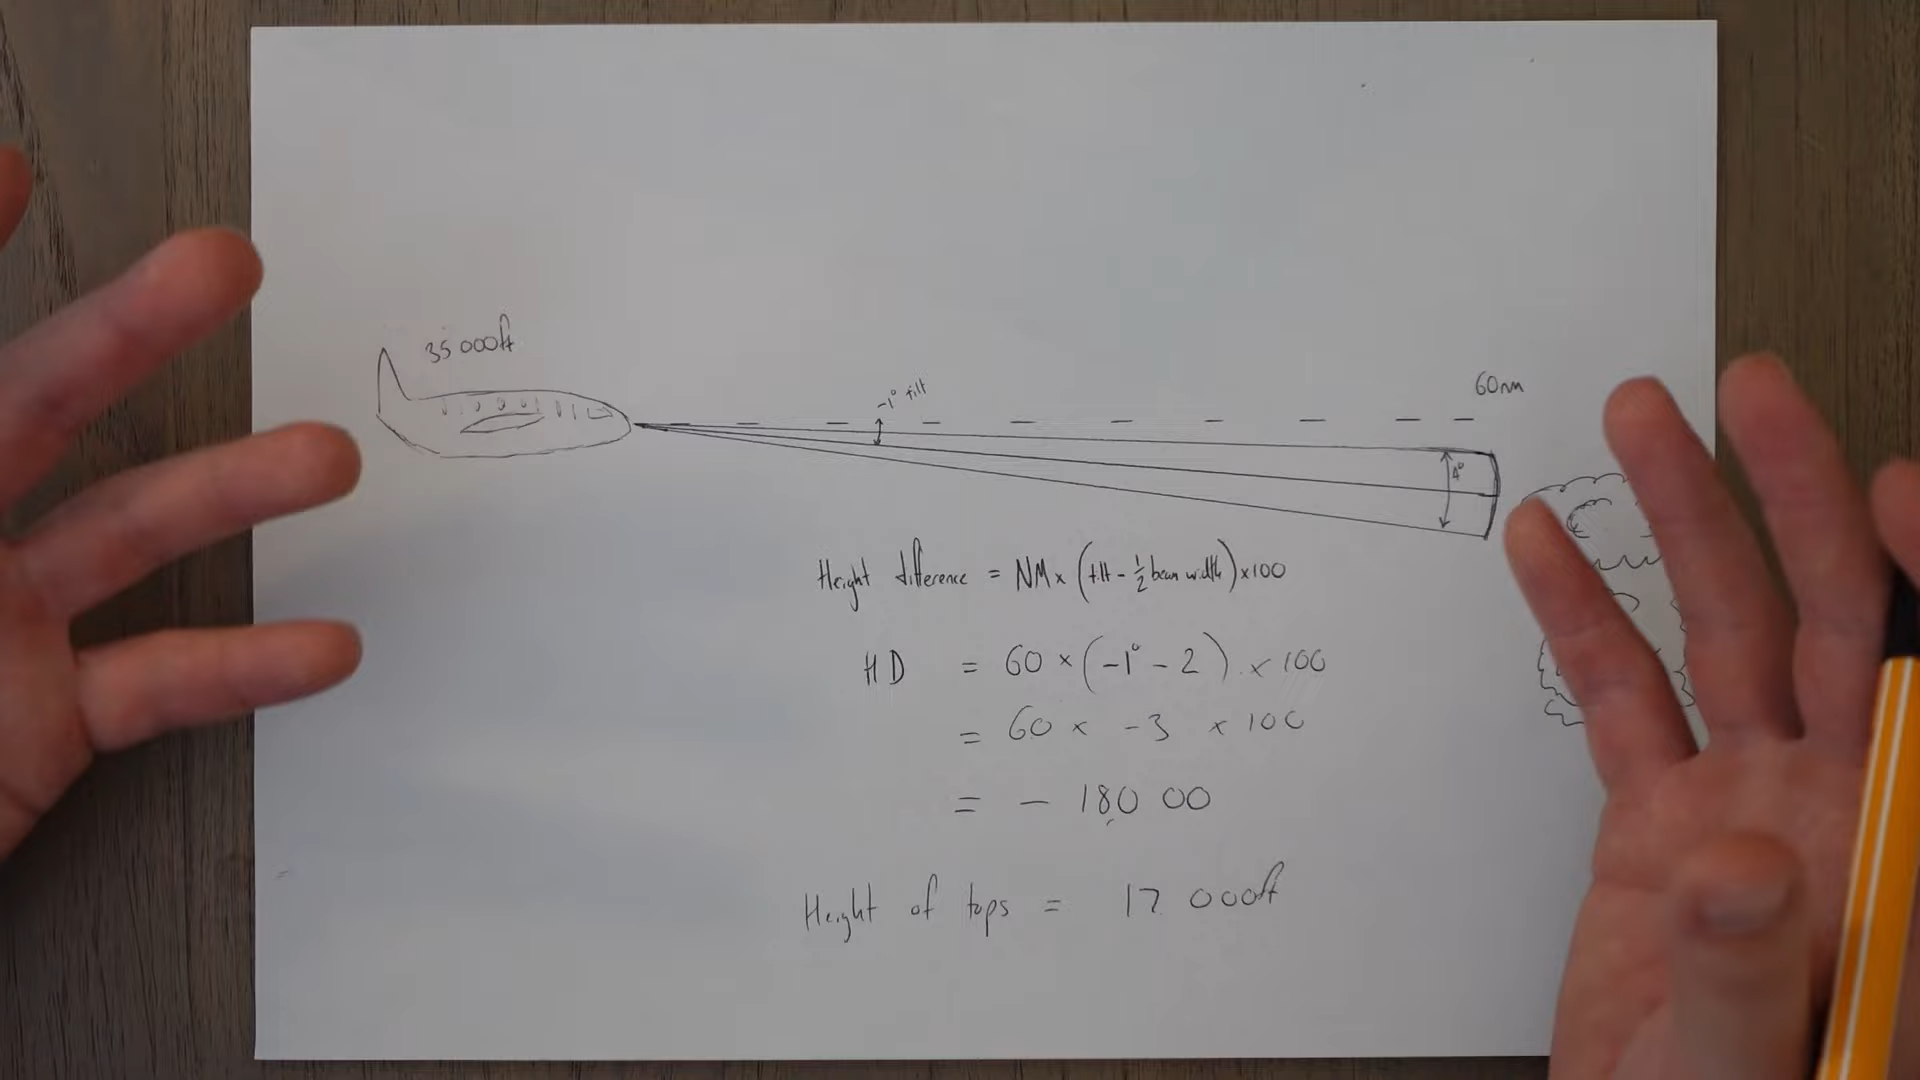 35 000ft
-1° tilt
60nm
4°
Height difference = NM x (tilt - 1/2 beam width) x 100
HD = 60 x (-1° - 2) x 100
= 60 x -3 x 100
= - 180 00
Height of tops = 17 000ft